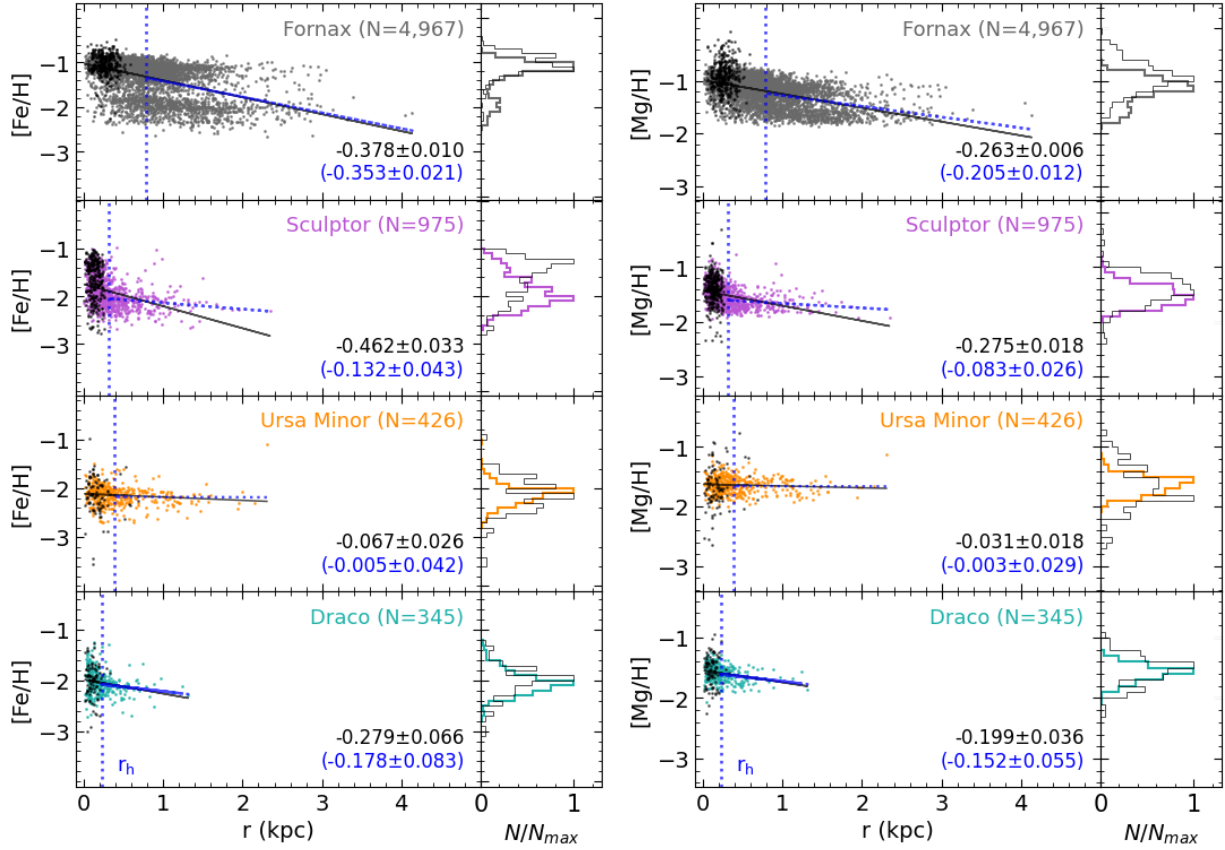 Fornax (N=4,967)
[Fe/H]
−1
−2
−3
-0.378±0.010
(-0.353±0.021)
Sculptor (N=975)
[Fe/H]
−1
−2
−3
-0.462±0.033
(-0.132±0.043)
Ursa Minor (N=426)
[Fe/H]
−1
−2
−3
-0.067±0.026
(-0.005±0.042)
Draco (N=345)
[Fe/H]
−1
−2
−3
-0.279±0.066
(-0.178±0.083)
r_h
0 1 2 3 4 0 1
r (kpc) N/N_max
Fornax (N=4,967)
[Mg/H]
−1
−2
−3
-0.263±0.006
(-0.205±0.012)
Sculptor (N=975)
[Mg/H]
−1
−2
−3
-0.275±0.018
(-0.083±0.026)
Ursa Minor (N=426)
[Mg/H]
−1
−2
−3
-0.031±0.018
(-0.003±0.029)
Draco (N=345)
[Mg/H]
−1
−2
−3
-0.199±0.036
(-0.152±0.055)
r_h
0 1 2 3 4 0 1
r (kpc) N/N_max